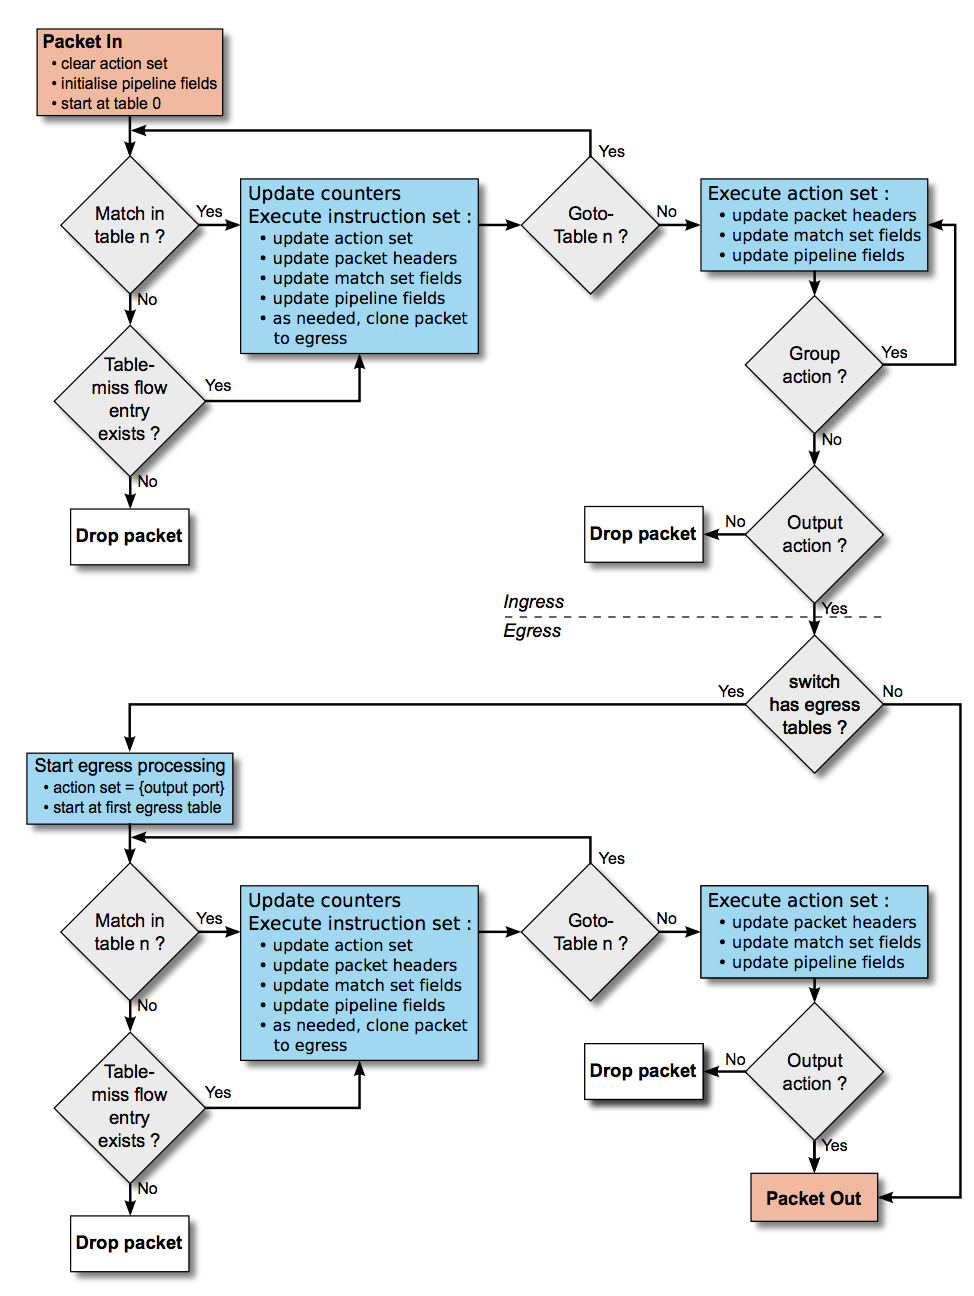 Packet In
• clear action set
• initialise pipeline fields
• start at table 0
Yes
Match in
table n ?
Yes
Update counters
Execute instruction set :
• update action set
• update packet headers
• update match set fields
• update pipeline fields
• as needed, clone packet
to egress
Goto-
Table n ?
No
Execute action set :
• update packet headers
• update match set fields
• update pipeline fields
No
Table-
miss flow
entry
exists ?
Yes
Group
action ?
Yes
No
No
Drop packet
Output
action ?
No
Drop packet
Yes
Ingress
Egress
switch
has egress
tables ?
Yes
No
Start egress processing
• action set = {output port}
• start at first egress table
Yes
Match in
table n ?
Yes
Update counters
Execute instruction set :
• update action set
• update packet headers
• update match set fields
• update pipeline fields
• as needed, clone packet
to egress
Goto-
Table n ?
No
Execute action set :
• update packet headers
• update match set fields
• update pipeline fields
No
Table-
miss flow
entry
exists ?
Yes
Output
action ?
No
Drop packet
Yes
No
Drop packet
Packet Out